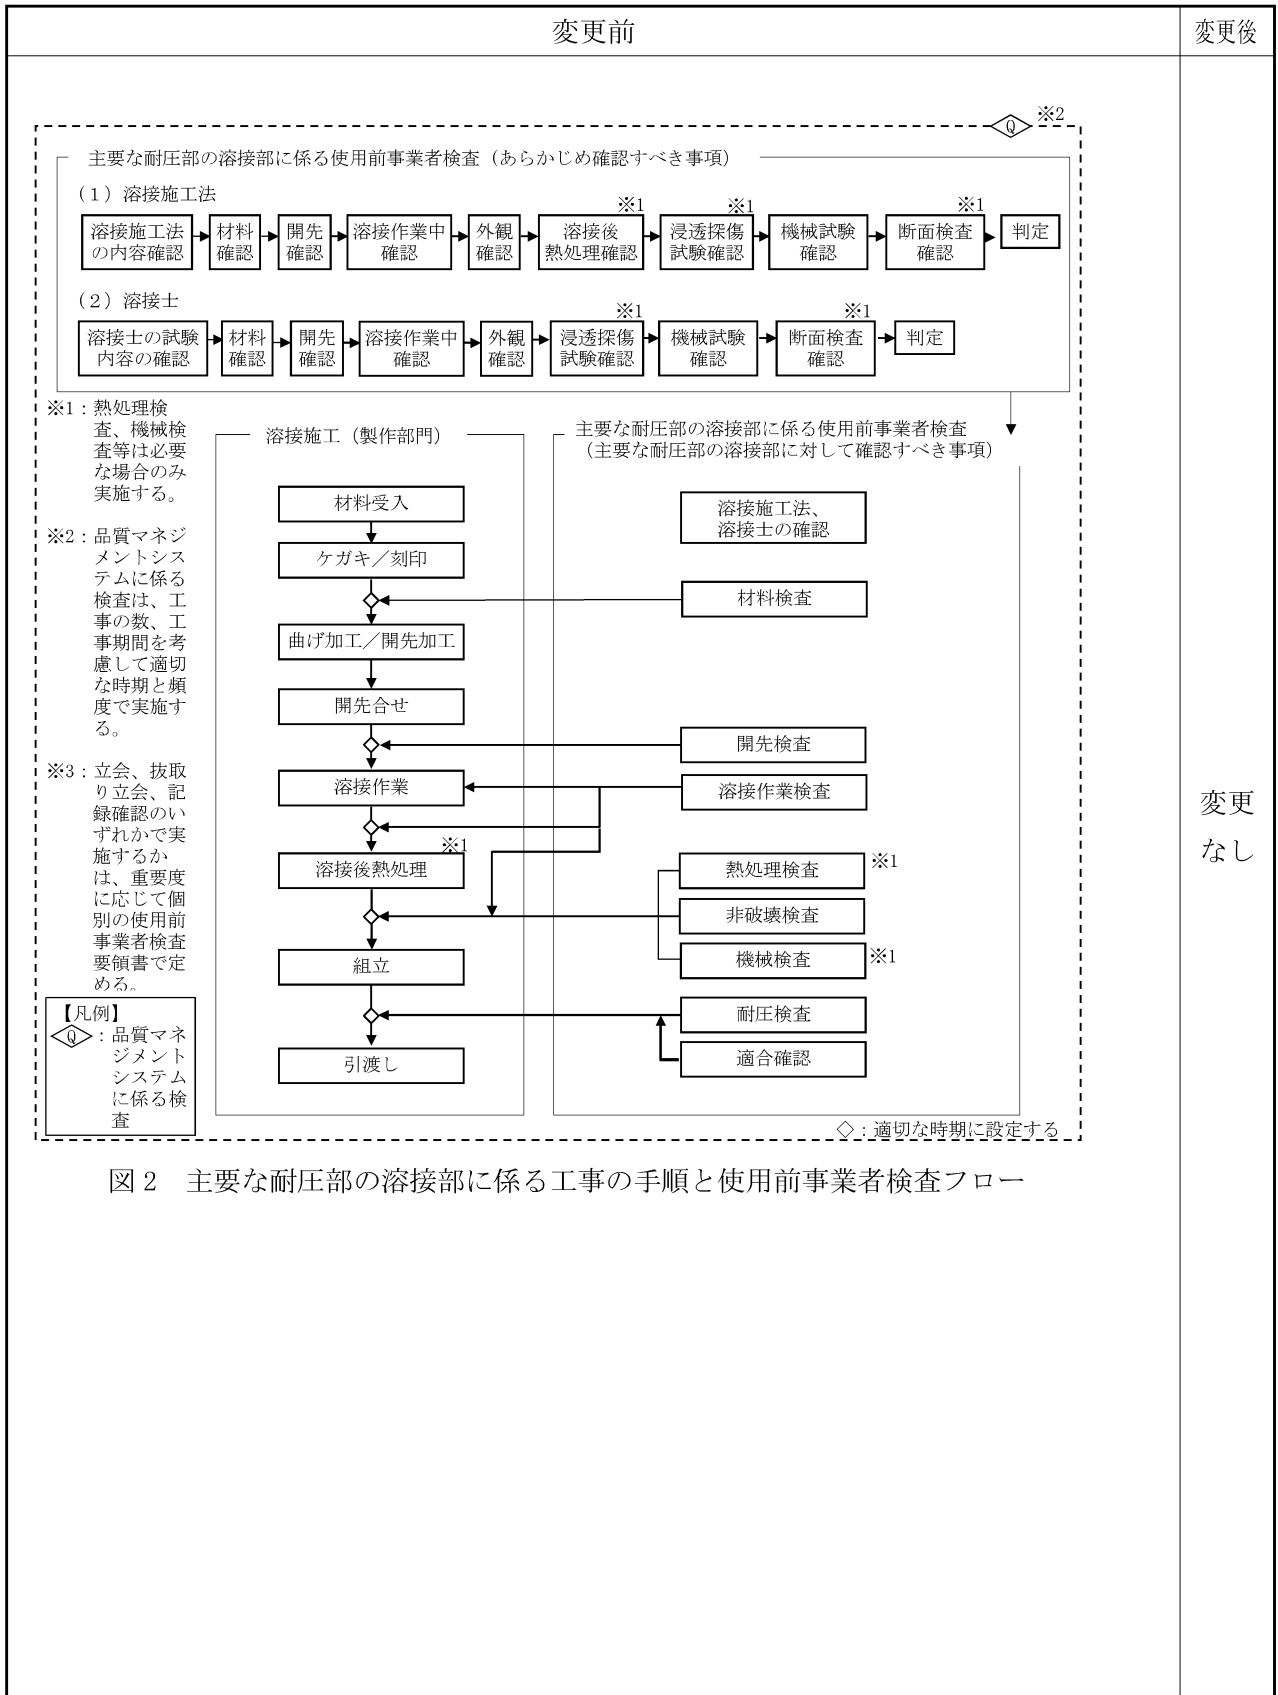 変更前
変更後
Q
※2
主要な耐圧部の溶接部に係る使用前事業者検査（あらかじめ確認すべき事項）
（１）溶接施工法
※1
※1
※1
溶接施工法
の内容確認
材料
確認
開先
確認
溶接作業中
確認
外観
確認
溶接後
熱処理確認
浸透探傷
試験確認
機械試験
確認
断面検査
確認
判定
（２）溶接士
※1
※1
溶接士の試験
内容の確認
材料
確認
開先
確認
溶接作業中
確認
外観
確認
浸透探傷
試験確認
機械試験
確認
断面検査
確認
判定
※1：熱処理検
査、機械検
査等は必要
な場合のみ
実施する。
※2：品質マネジ
メントシス
テムに係る
検査は、工
事の数、工
事期間を考
慮して適切
な時期と頻
度で実施す
る。
※3：立会、抜取
り立会、記
録確認のい
ずれかで実
施するか
は、重要度
に応じて個
別の使用前
事業者検査
要領書で定
める。
【凡例】
Q：品質マネ
ジメント
システム
に係る検
査
溶接施工（製作部門）
材料受入
ケガキ／刻印
曲げ加工／開先加工
開先合せ
溶接作業
※1
溶接後熱処理
組立
引渡し
主要な耐圧部の溶接部に係る使用前事業者検査
（主要な耐圧部の溶接部に対して確認すべき事項）
溶接施工法、
溶接士の確認
材料検査
開先検査
溶接作業検査
熱処理検査
※1
非破壊検査
機械検査
※1
耐圧検査
適合確認
◇：適切な時期に設定する
図２　主要な耐圧部の溶接部に係る工事の手順と使用前事業者検査フロー
変更
なし